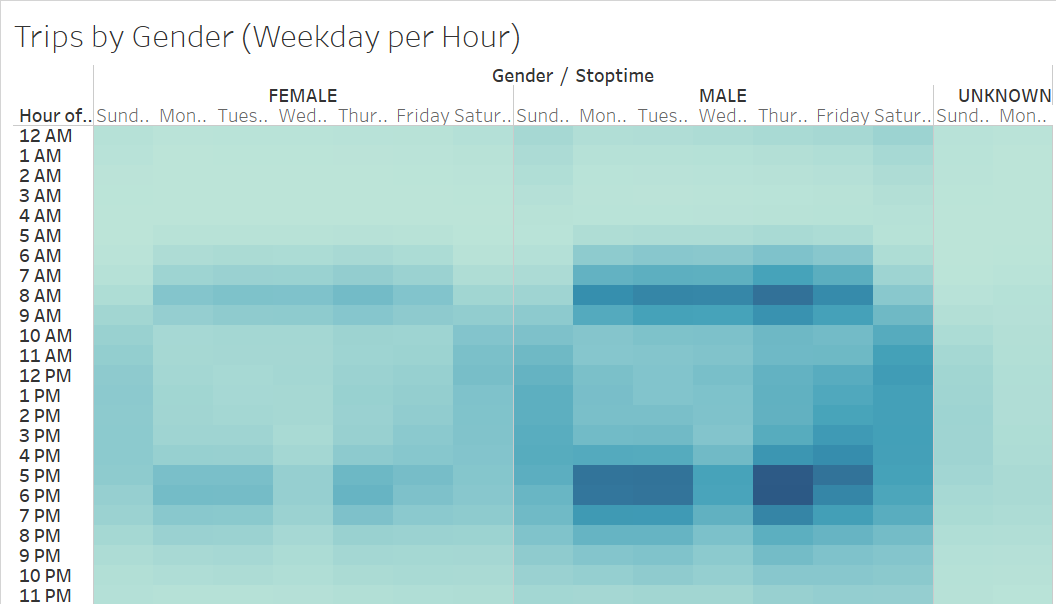 Trips by Gender (Weekday per Hour)
Gender / Stoptime
FEMALE MALE UNKNOWN
Hour of.. Sund.. Mon.. Tues.. Wed.. Thur.. Friday Satur.. Sund.. Mon.. Tues.. Wed.. Thur.. Friday Satur.. Sund.. Mon..
12 AM
1 AM
2 AM
3 AM
4 AM
5 AM
6 AM
7 AM
8 AM
9 AM
10 AM
11 AM
12 PM
1 PM
2 PM
3 PM
4 PM
5 PM
6 PM
7 PM
8 PM
9 PM
10 PM
11 PM